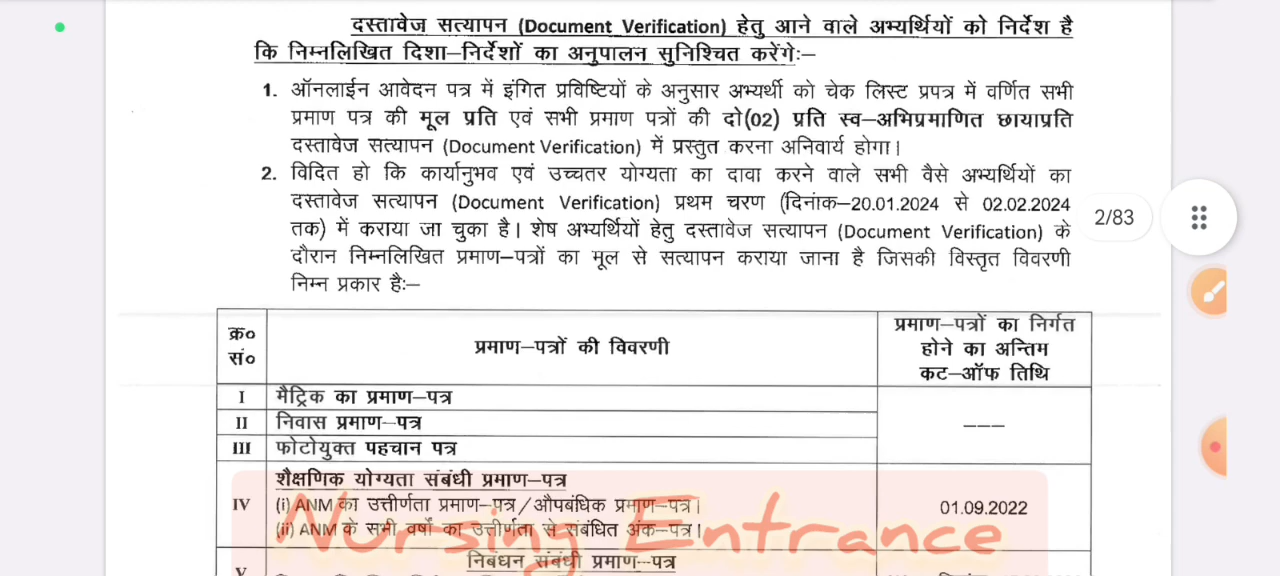 दस्तावेज सत्यापन (Document Verification) हेतु आने वाले अभ्यर्थियों को निर्देश है
कि निम्नलिखित दिशा–निर्देशों का अनुपालन सुनिश्चित करेंगेः–
1. ऑनलाईन आवेदन पत्र में इंगित प्रविष्टियों के अनुसार अभ्यर्थी को चेक लिस्ट प्रपत्र में वर्णित सभी
प्रमाण पत्र की मूल प्रति एवं सभी प्रमाण पत्रों की दो(02) प्रति स्व–अभिप्रमाणित छायाप्रति
दस्तावेज सत्यापन (Document Verification) में प्रस्तुत करना अनिवार्य होगा।
2. विदित हो कि कार्यानुभव एवं उच्चतर योग्यता का दावा करने वाले सभी वैसे अभ्यर्थियों का
दस्तावेज सत्यापन (Document Verification) प्रथम चरण (दिनांक–20.01.2024 से 02.02.2024
तक) में कराया जा चुका है। शेष अभ्यर्थियों हेतु दस्तावेज सत्यापन (Document Verification) के
दौरान निम्नलिखित प्रमाण–पत्रों का मूल से सत्यापन कराया जाना है जिसकी विस्तृत विवरणी
निम्न प्रकार हैः–
2/83
क्र० सं०
प्रमाण–पत्रों की विवरणी
प्रमाण–पत्रों का निर्गत
होने का अन्तिम
कट–ऑफ तिथि
I मैट्रिक का प्रमाण–पत्र
II निवास प्रमाण–पत्र
———
III फोटोयुक्त पहचान पत्र
शैक्षणिक योग्यता संबंधी प्रमाण–पत्र
IV (i) ANM का उत्तीर्णता प्रमाण–पत्र/औपबंधिक प्रमाण–पत्र। 01.09.2022
(ii) ANM के सभी वर्षो का उत्तीर्णता से संबंधित अंक–पत्र।
Nursing Entrance
V निबंधन संबंधी प्रमाण–पत्र